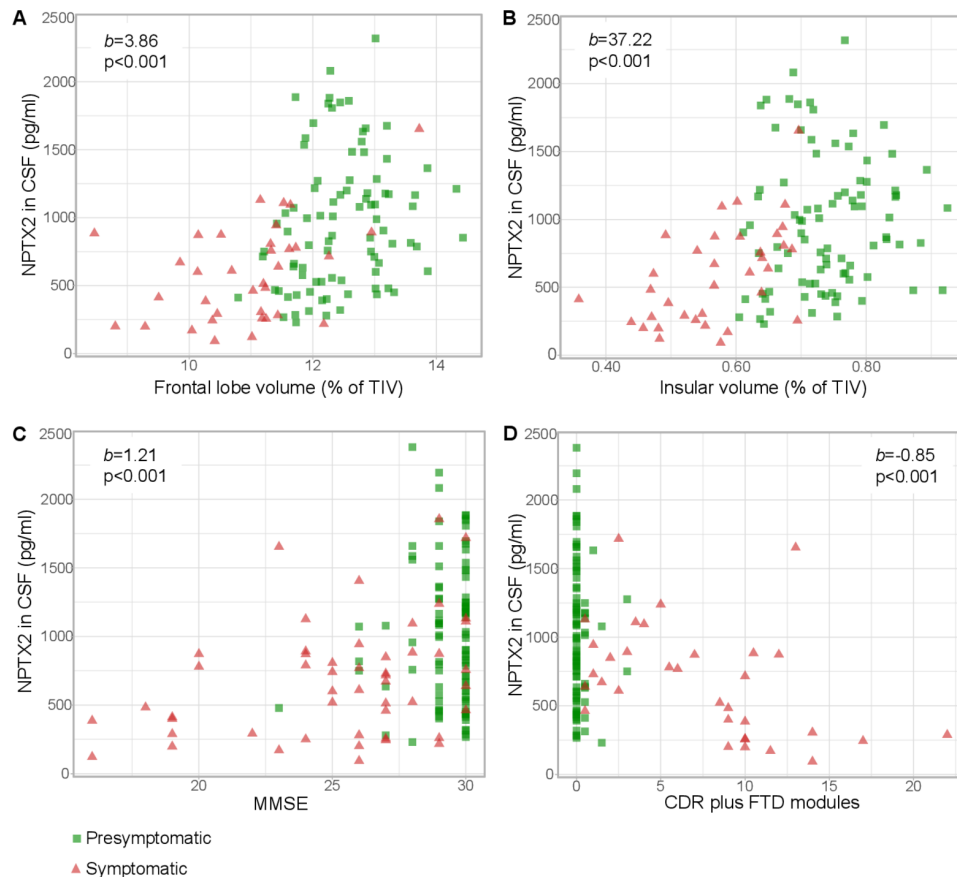 A
2500
2000
1500
1000
500
0
b=3.86
p<0.001
NPTX2 in CSF (pg/ml)
10
12
14
Frontal lobe volume (% of TIV)
B
2500
2000
1500
1000
500
0
b=37.22
p<0.001
NPTX2 in CSF (pg/ml)
0.40
0.60
0.80
Insular volume (% of TIV)
C
2500
2000
1500
1000
500
0
b=1.21
p<0.001
NPTX2 in CSF (pg/ml)
20
25
30
MMSE
D
2500
2000
1500
1000
500
0
b=-0.85
p<0.001
NPTX2 in CSF (pg/ml)
0
5
10
15
20
CDR plus FTD modules
Presymptomatic
Symptomatic